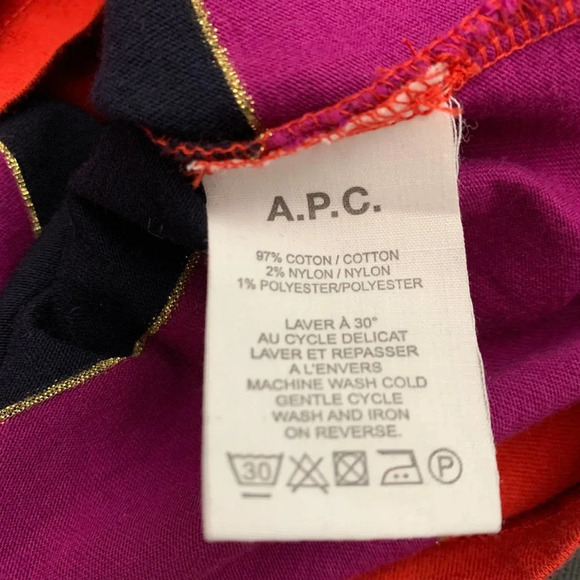 A.P.C.
97% COTON / COTTON
2% NYLON / NYLON
1% POLYESTER/POLYESTER
LAVER À 30°
AU CYCLE DELICAT
LAVER ET REPASSER
A L'ENVERS
MACHINE WASH COLD
GENTLE CYCLE
WASH AND IRON
ON REVERSE.
30 P